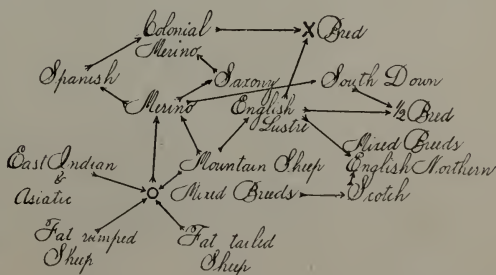 Colonial
Merino
X Bred
Spanish
Saxony
South Down
Merino
English
Lustre
½ Bred
Mixed Breeds
English Northern
East Indian
&
Asiatic
Mountain Sheep
O
Mixed Breeds
Scotch
Fat rumped
Sheep
Fat tailed
Sheep